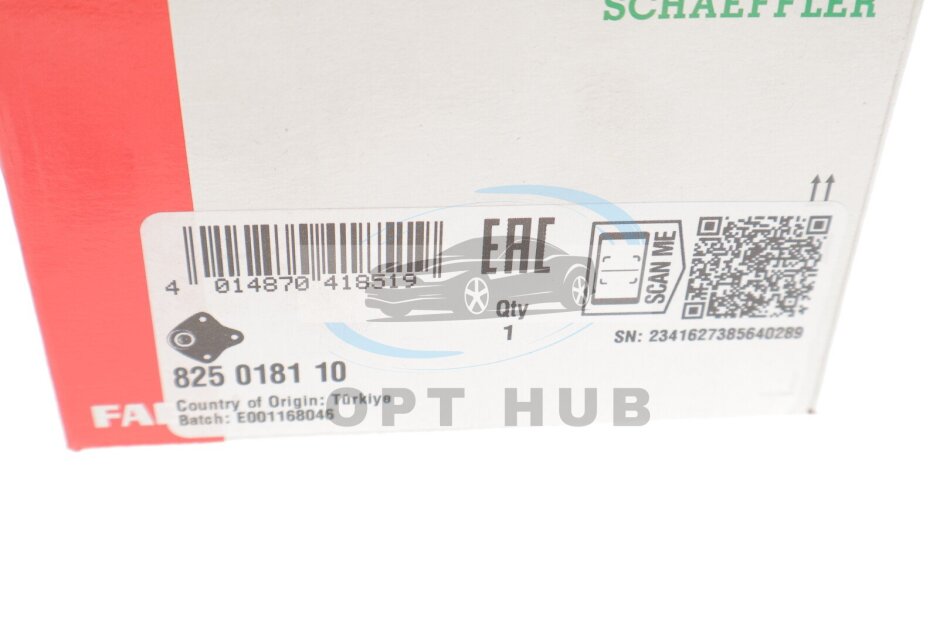 SCHAEFFLER
EAC
SCAN ME
4 014870 418519
Qty
1
SN: 2341627385640289
825 0181 10
Country of Origin: Türkiye
Batch: E001168046
OPT HUB